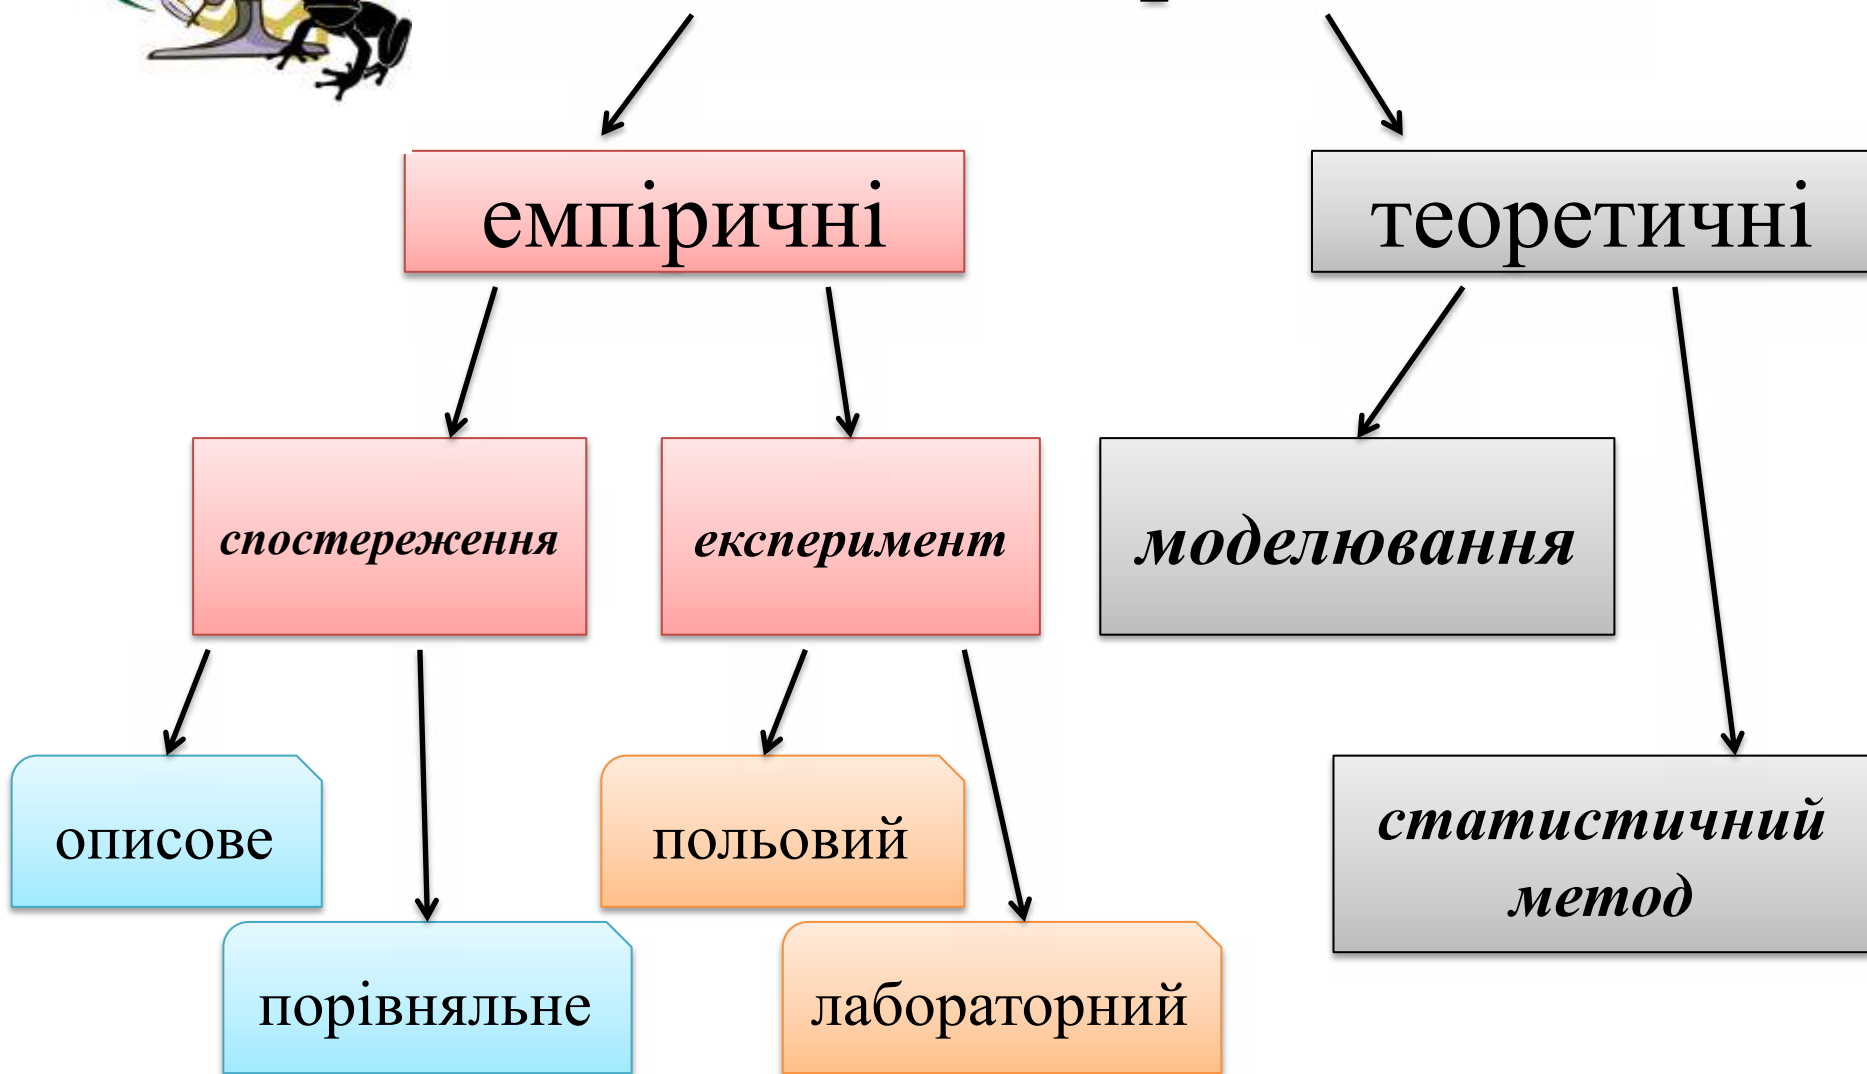 емпіричні
теоретичні
спостереження
експеримент
моделювання
описове
польовий
статистичний
метод
порівняльне
лабораторний